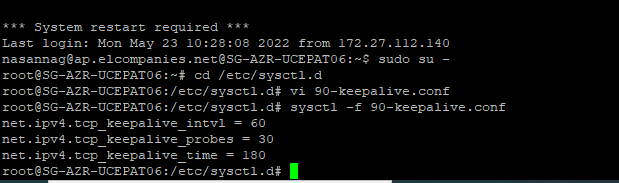 *** System restart required ***
Last login: Mon May 23 10:28:08 2022 from 172.27.112.140
nasannag@ap.elcompanies.net@SG-AZR-UCEPAT06:~$ sudo su -
root@SG-AZR-UCEPAT06:~# cd /etc/sysctl.d
root@SG-AZR-UCEPAT06:/etc/sysctl.d# vi 90-keepalive.conf
root@SG-AZR-UCEPAT06:/etc/sysctl.d# sysctl -f 90-keepalive.conf
net.ipv4.tcp_keepalive_intvl = 60
net.ipv4.tcp_keepalive_probes = 30
net.ipv4.tcp_keepalive_time = 180
root@SG-AZR-UCEPAT06:/etc/sysctl.d#